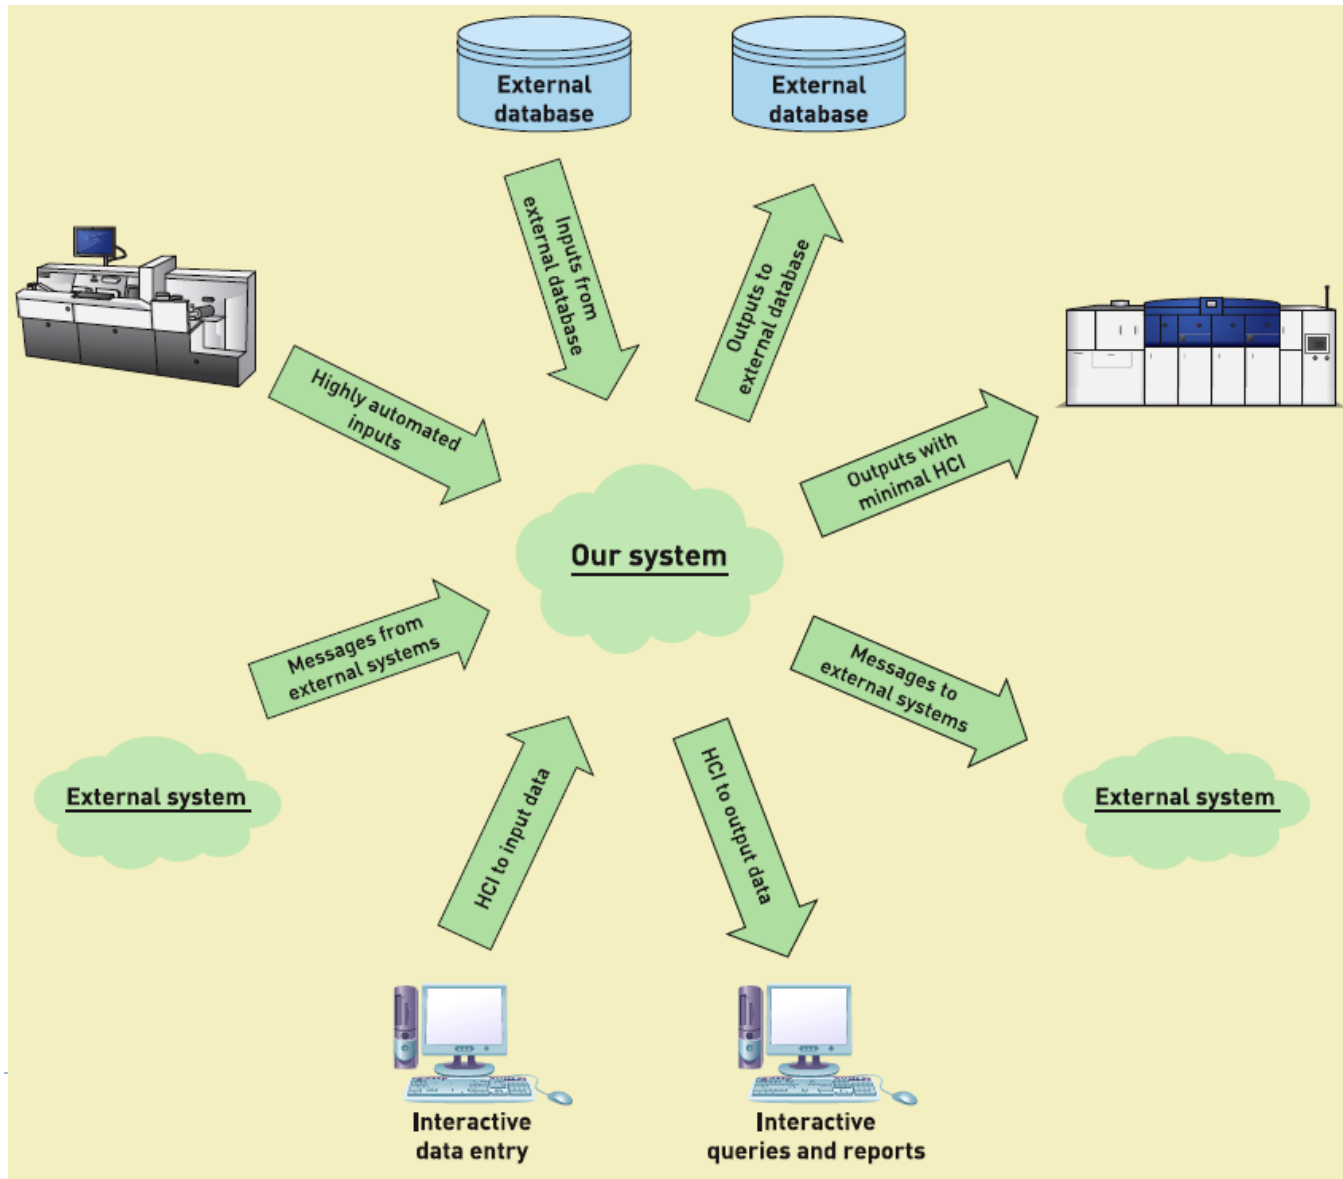 External
database
External
database
Inputs from
external database
Outputs to
external database
Highly automated
inputs
Outputs with
minimal HCI
Our system
Messages from
external systems
Messages to
external systems
External system
External system
HCI to input data
HCI to output data
Interactive
data entry
Interactive
queries and reports